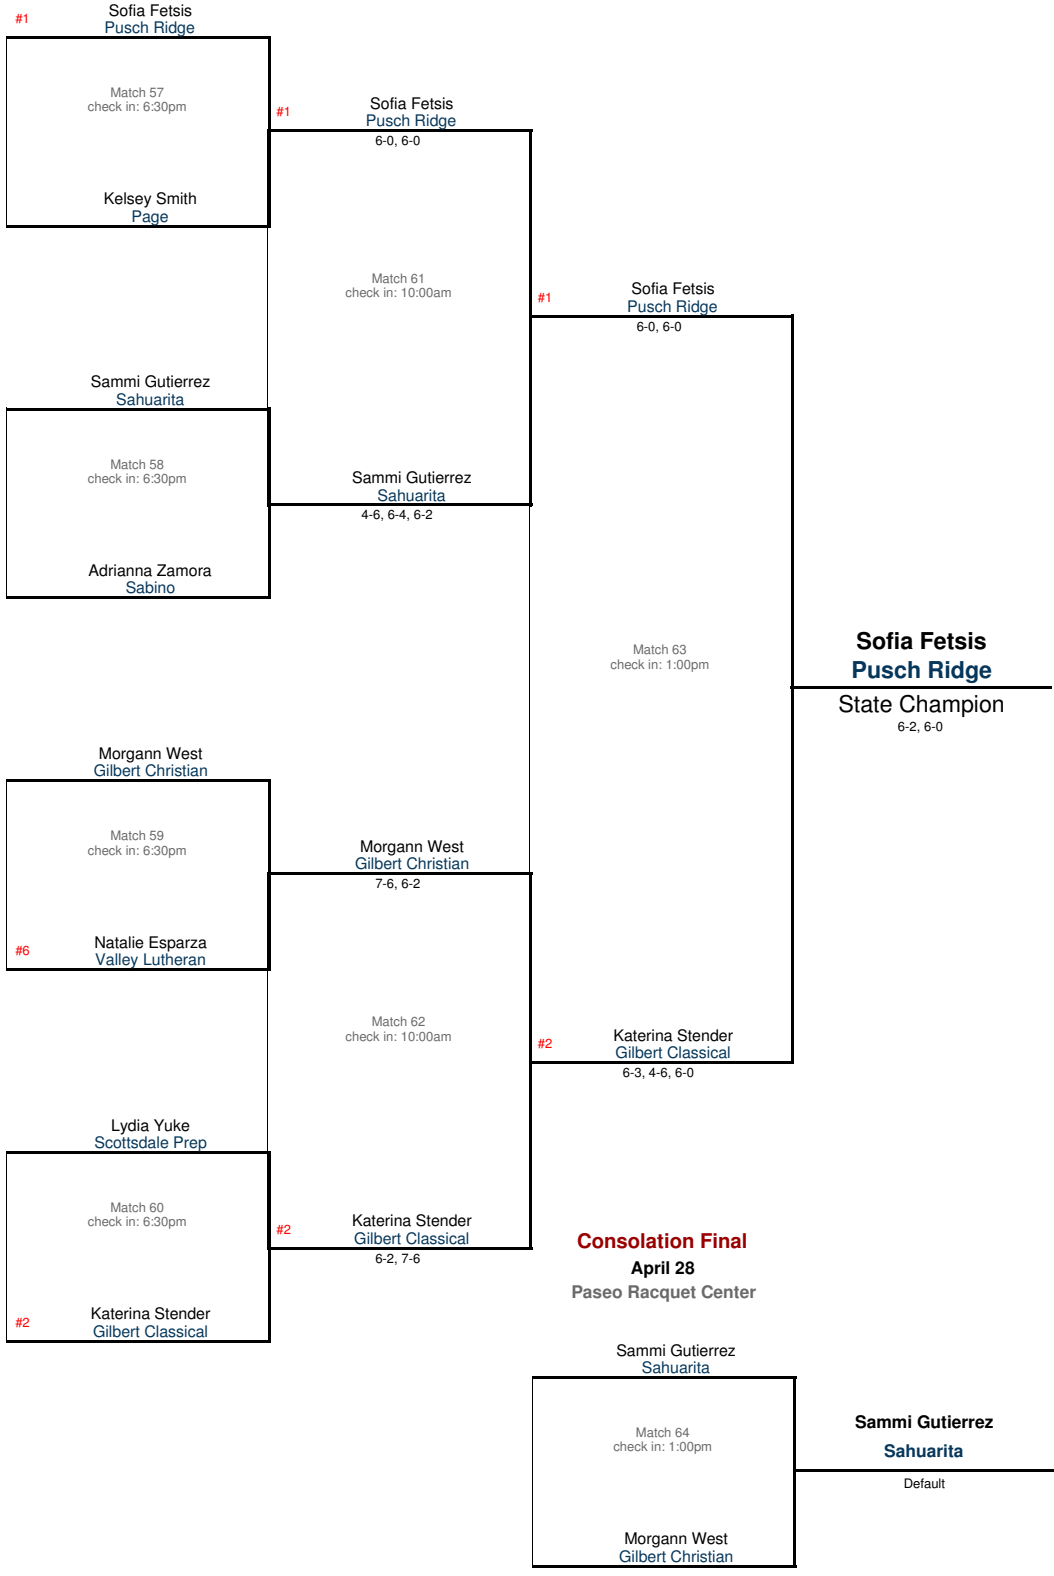 #1
Sofia Fetsis
Pusch Ridge
Match 57
check in: 6:30pm
Kelsey Smith
Page
#1
Sofia Fetsis
Pusch Ridge
6-0, 6-0
Match 61
check in: 10:00am
Sammi Gutierrez
Sahuarita
Match 58
check in: 6:30pm
Adrianna Zamora
Sabino
Sammi Gutierrez
Sahuarita
4-6, 6-4, 6-2
#1
Sofia Fetsis
Pusch Ridge
6-0, 6-0
Match 63
check in: 1:00pm
Sofia Fetsis
Pusch Ridge
State Champion
6-2, 6-0
Morgann West
Gilbert Christian
Match 59
check in: 6:30pm
#6
Natalie Esparza
Valley Lutheran
Morgann West
Gilbert Christian
7-6, 6-2
Match 62
check in: 10:00am
#2
Katerina Stender
Gilbert Classical
6-3, 4-6, 6-0
Lydia Yuke
Scottsdale Prep
Match 60
check in: 6:30pm
#2
Katerina Stender
Gilbert Classical
#2
Katerina Stender
Gilbert Classical
6-2, 7-6
Consolation Final
April 28
Paseo Racquet Center
Sammi Gutierrez
Sahuarita
Match 64
check in: 1:00pm
Morgann West
Gilbert Christian
Sammi Gutierrez
Sahuarita
Default